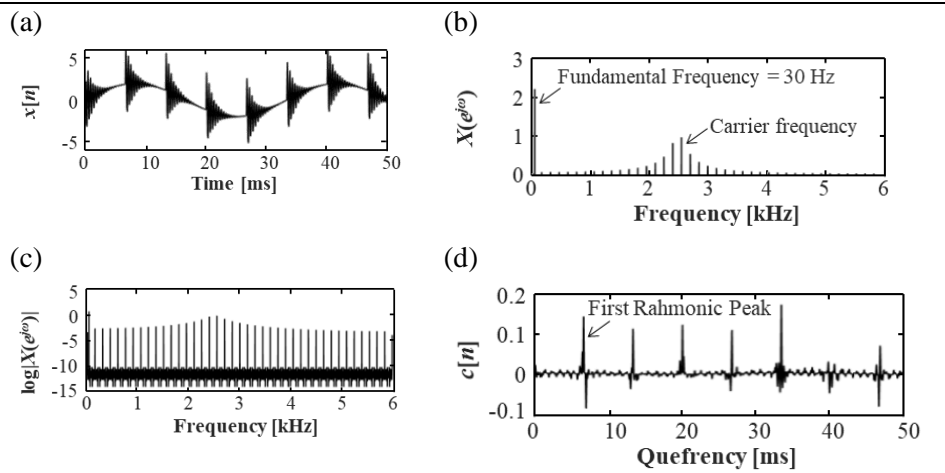 (a)
5
0
-5
x[n]
0 10 20 30 40 50
Time [ms]
(b)
3
2
1
0
X(e^{jω})
Fundamental Frequency = 30 Hz
Carrier frequency
0 1 2 3 4 5 6
Frequency [kHz]
(c)
5
0
-5
-10
-15
log|X(e^{jω})|
0 1 2 3 4 5 6
Frequency [kHz]
(d)
0.2
0.1
0
-0.1
c[n]
First Rahmonic Peak
0 10 20 30 40 50
Quefrency [ms]